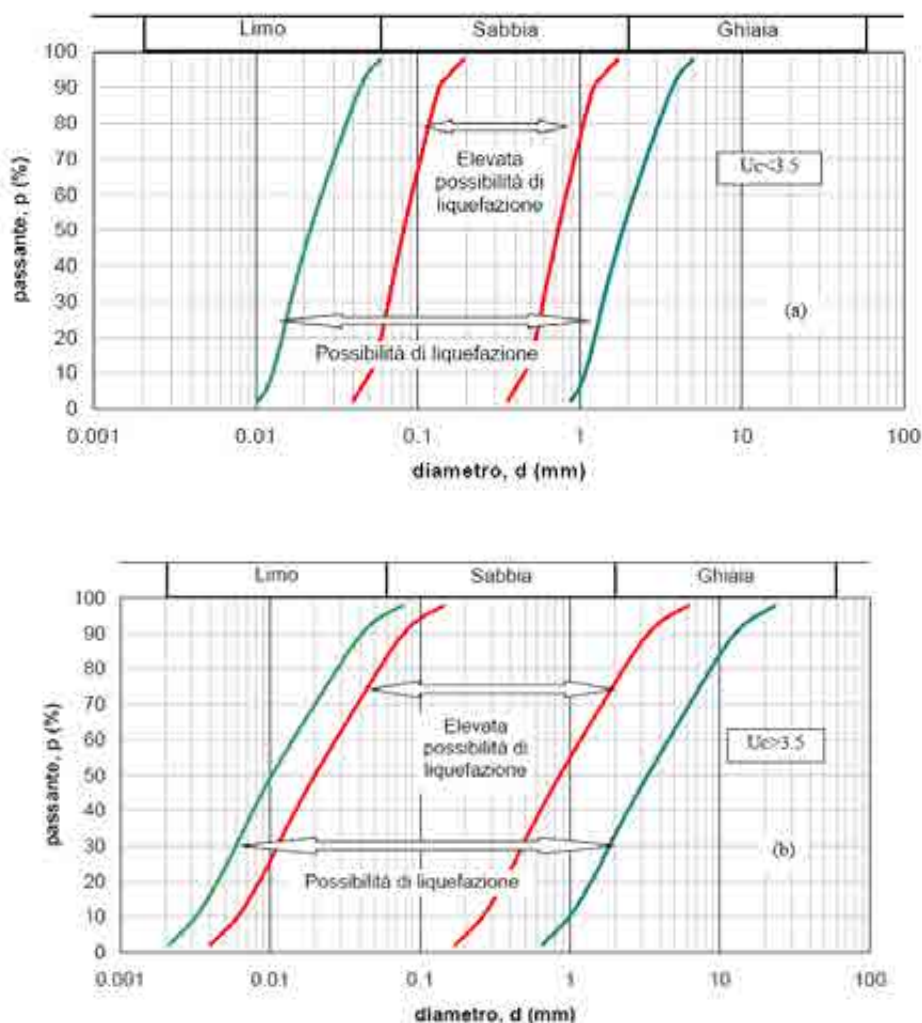 Limo Sabbia Ghiaia
100
90
80
70
60
50
40
30
20
10
0
passante, p (%)
Elevata
possibilità di
liquefazione
Uc<3.5
(a)
Possibilità di liquefazione
0.001 0.01 0.1 1 10 100
diametro, d (mm)
Limo Sabbia Ghiaia
100
90
80
70
60
50
40
30
20
10
0
passante, p (%)
Elevata
possibilità di
liquefazione
Uc>3.5
(b)
Possibilità di liquefazione
0.001 0.01 0.1 1 10 100
diametro, d (mm)